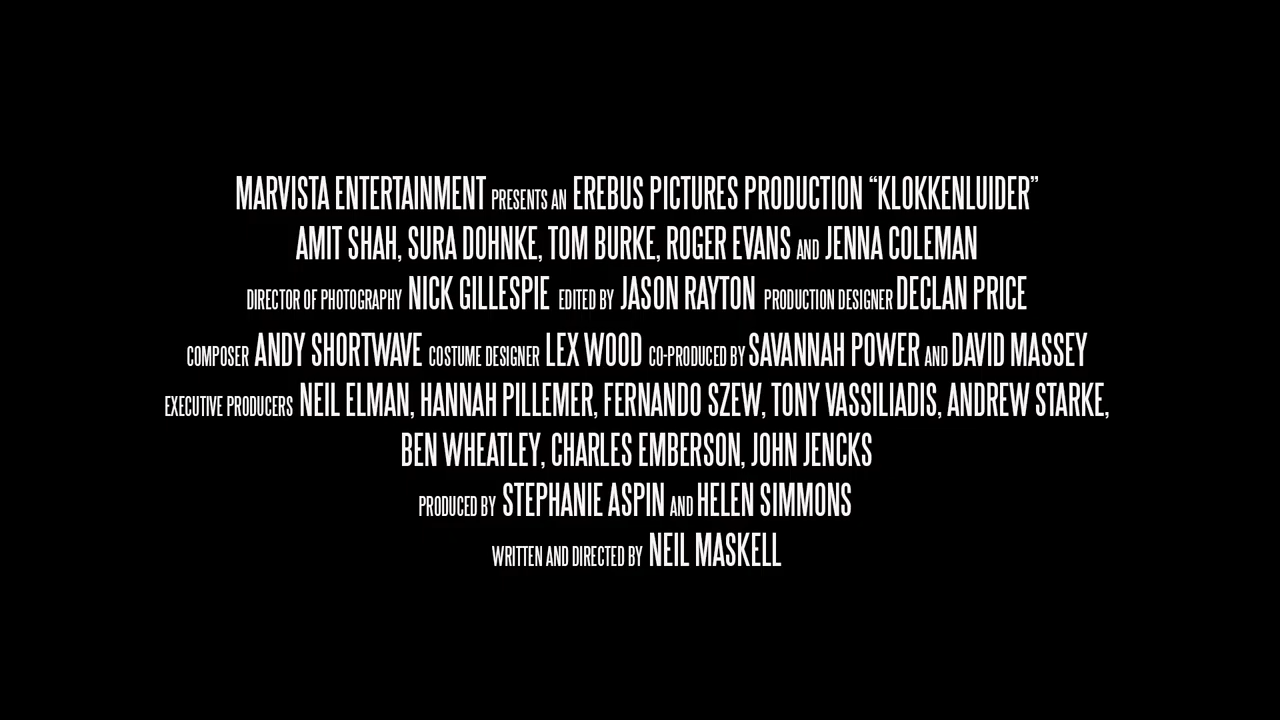 MARVISTA ENTERTAINMENT PRESENTS AN EREBUS PICTURES PRODUCTION “KLOKKENLUIDER”
AMIT SHAH, SURA DOHNKE, TOM BURKE, ROGER EVANS AND JENNA COLEMAN
DIRECTOR OF PHOTOGRAPHY NICK GILLESPIE EDITED BY JASON RAYTON PRODUCTION DESIGNER DECLAN PRICE
COMPOSER ANDY SHORTWAVE COSTUME DESIGNER LEX WOOD CO-PRODUCED BY SAVANNAH POWER AND DAVID MASSEY
EXECUTIVE PRODUCERS NEIL ELMAN, HANNAH PILLEMER, FERNANDO SZEW, TONY VASSILIADIS, ANDREW STARKE,
BEN WHEATLEY, CHARLES EMBERSON, JOHN JENCKS
PRODUCED BY STEPHANIE ASPIN AND HELEN SIMMONS
WRITTEN AND DIRECTED BY NEIL MASKELL